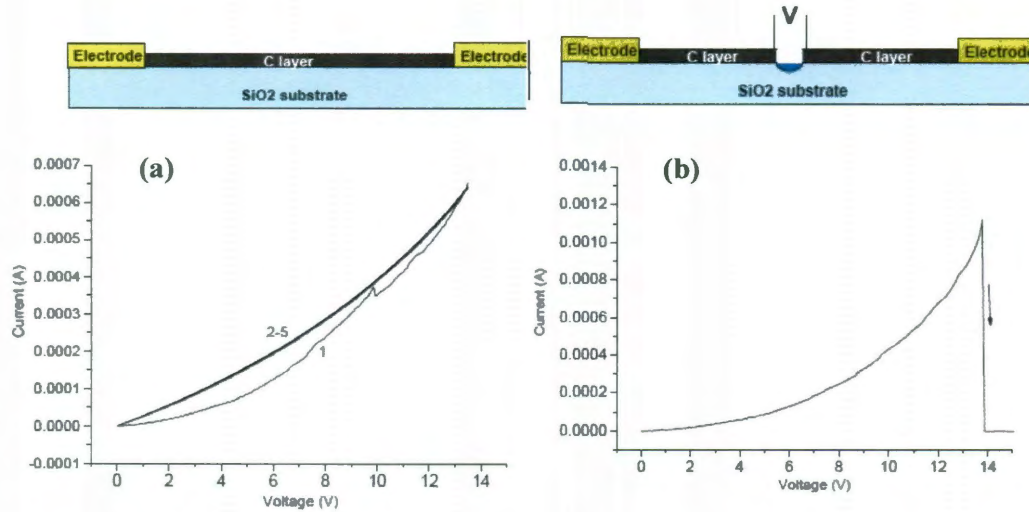 Electrode
C layer
Electrode
SiO2 substrate
V
Electrode
C layer
C layer
Electrode
SiO2 substrate
(a)
0.0007
0.0006
0.0005
0.0004
0.0003
0.0002
0.0001
0.0000
-0.0001
Current (A)
2-5
1
0 2 4 6 8 10 12 14
Voltage (V)
(b)
0.0014
0.0012
0.0010
0.0008
0.0006
0.0004
0.0002
0.0000
Current (A)
0 2 4 6 8 10 12 14
Voltage (V)